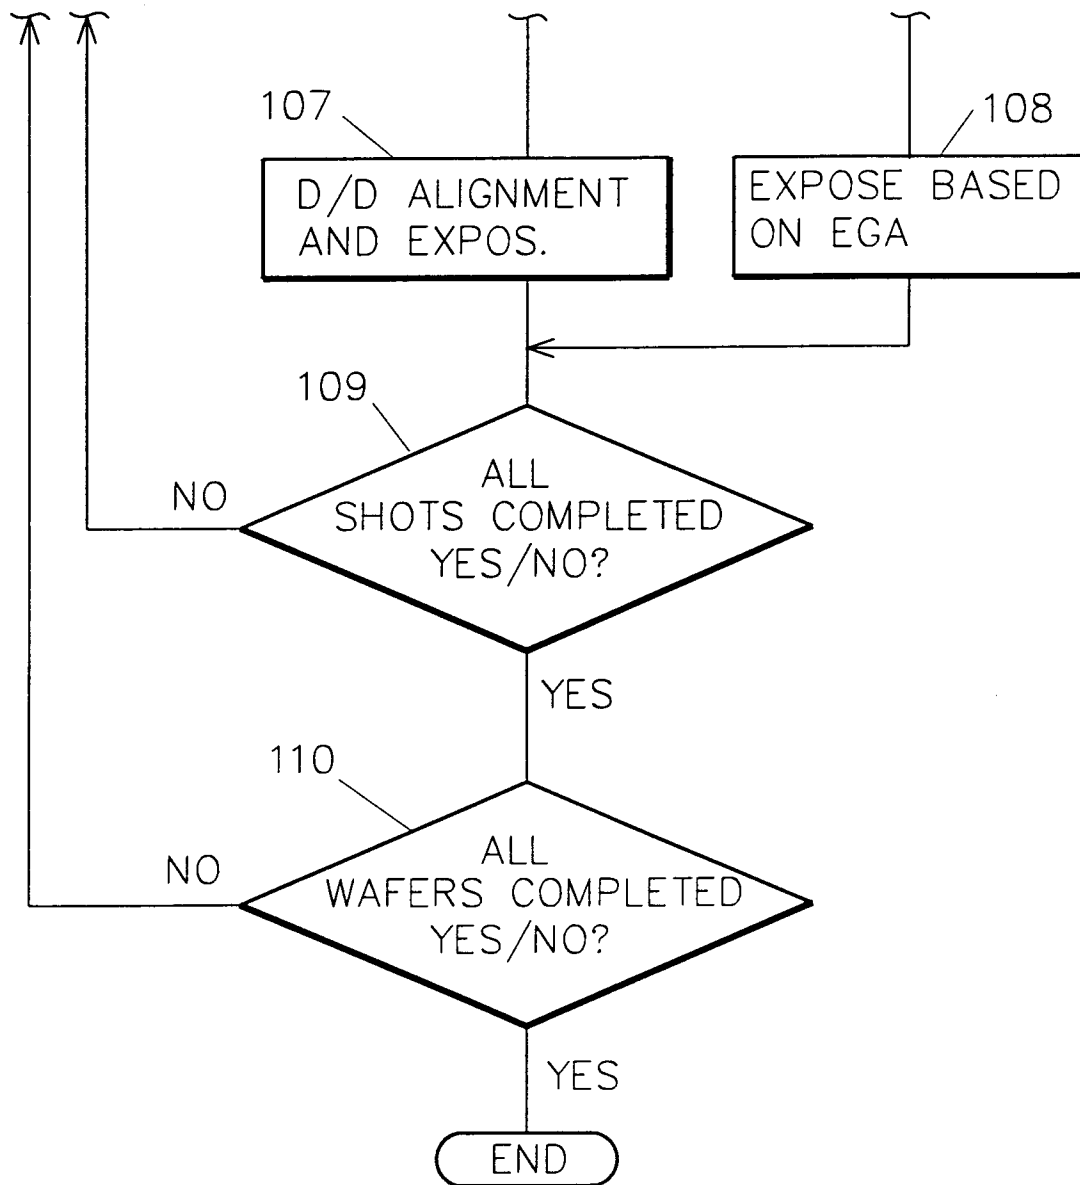 107
108
D/D ALIGNMENT
AND EXPOS.
EXPOSE BASED
ON EGA
109
NO
ALL
SHOTS COMPLETED
YES/NO?
YES
110
NO
ALL
WAFERS COMPLETED
YES/NO?
YES
END